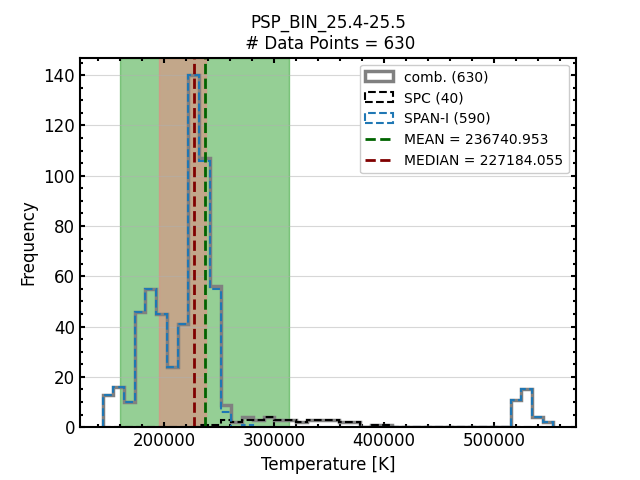 PSP_BIN_25.4-25.5
# Data Points = 630
comb. (630)
SPC (40)
SPAN-I (590)
MEAN = 236740.953
MEDIAN = 227184.055
Frequency
140
120
100
80
60
40
20
0
200000 300000 400000 500000
Temperature [K]